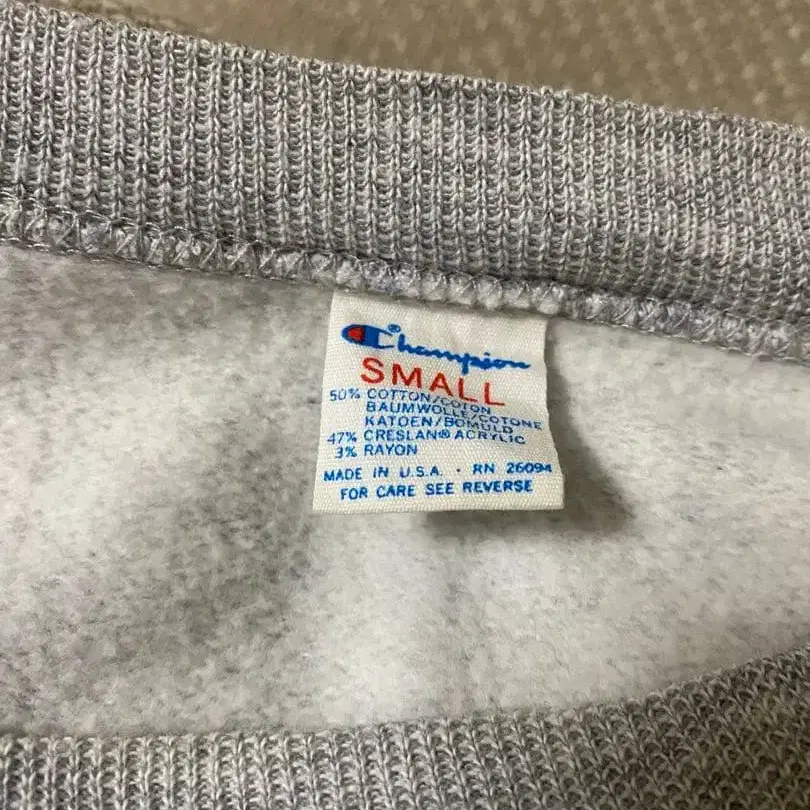 Champion®
SMALL
50% COTTON/COTON
BAUMWOLLE/COTONE
KATOEN/BOMULD
47% CRESLAN® ACRYLIC
3% RAYON
MADE IN U.S.A. · RN 26094
FOR CARE SEE REVERSE